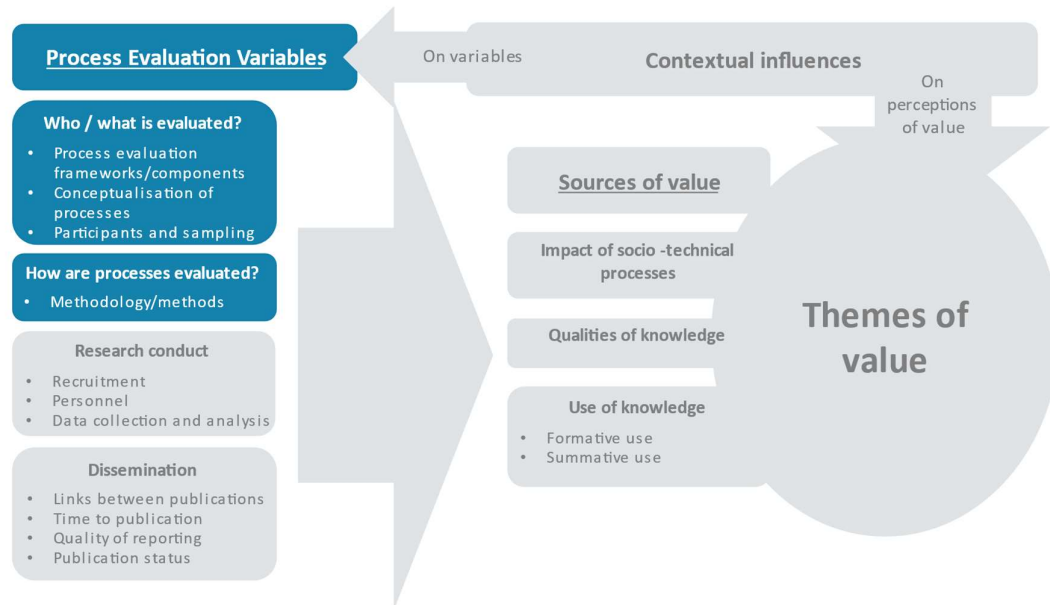 Process Evaluation Variables
On variables
Contextual influences
On
perceptions
of value
Who / what is evaluated?
• Process evaluation
frameworks/components
• Conceptualisation of
processes
• Participants and sampling
How are processes evaluated?
• Methodology/methods
Research conduct
• Recruitment
• Personnel
• Data collection and analysis
Dissemination
• Links between publications
• Time to publication
• Quality of reporting
• Publication status
Sources of value
Impact of socio -technical
processes
Qualities of knowledge
Use of knowledge
• Formative use
• Summative use
Themes of
value